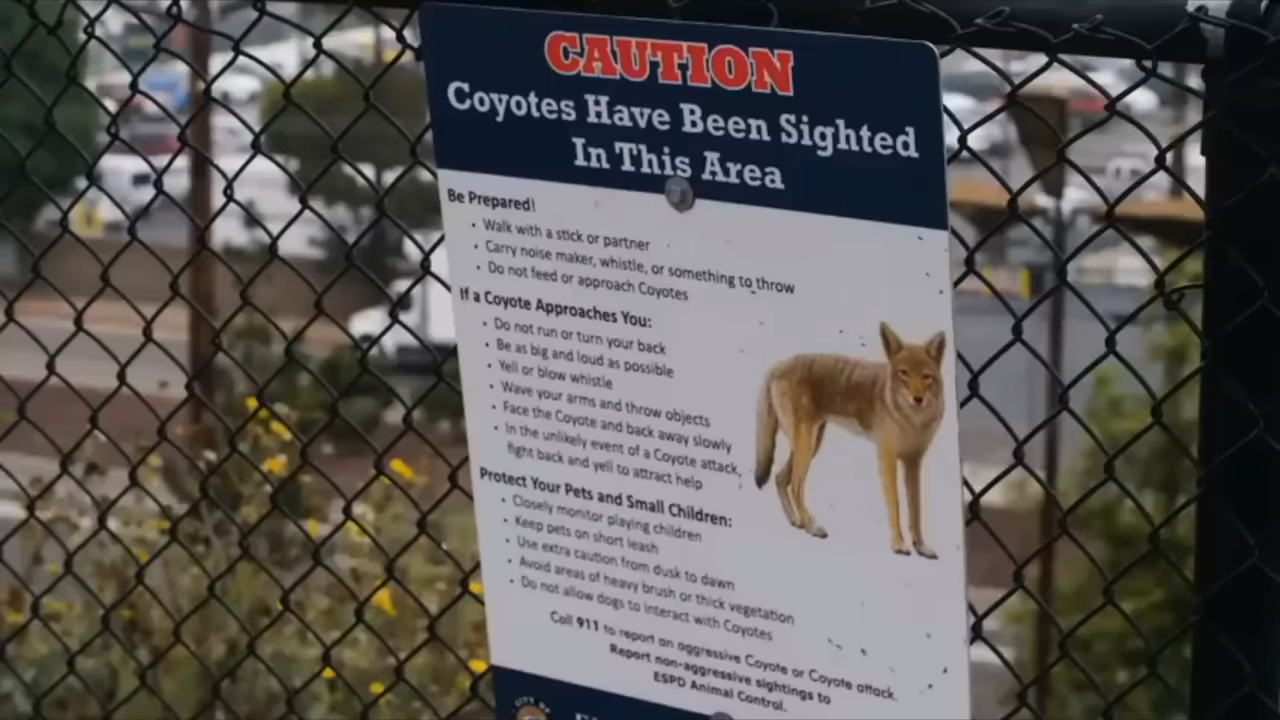 CAUTION
Coyotes Have Been Sighted
In This Area
Be Prepared!
• Walk with a stick or partner
• Carry noise maker, whistle, or something to throw
• Do not feed or approach Coyotes
If a Coyote Approaches You:
• Do not run or turn your back
• Be as big and loud as possible
• Yell or blow whistle
• Wave your arms and throw objects
• Face the Coyote and back away slowly
• In the unlikely event of a Coyote attack,
fight back and yell to attract help
Protect Your Pets and Small Children:
• Closely monitor playing children
• Keep pets on short leash
• Use extra caution from dusk to dawn
• Avoid areas of heavy brush or thick vegetation
• Do not allow dogs to interact with Coyotes
Call 911 to report an aggressive Coyote or Coyote attack.
Report non-aggressive sightings to
ESPD Animal Control.
CITY OF